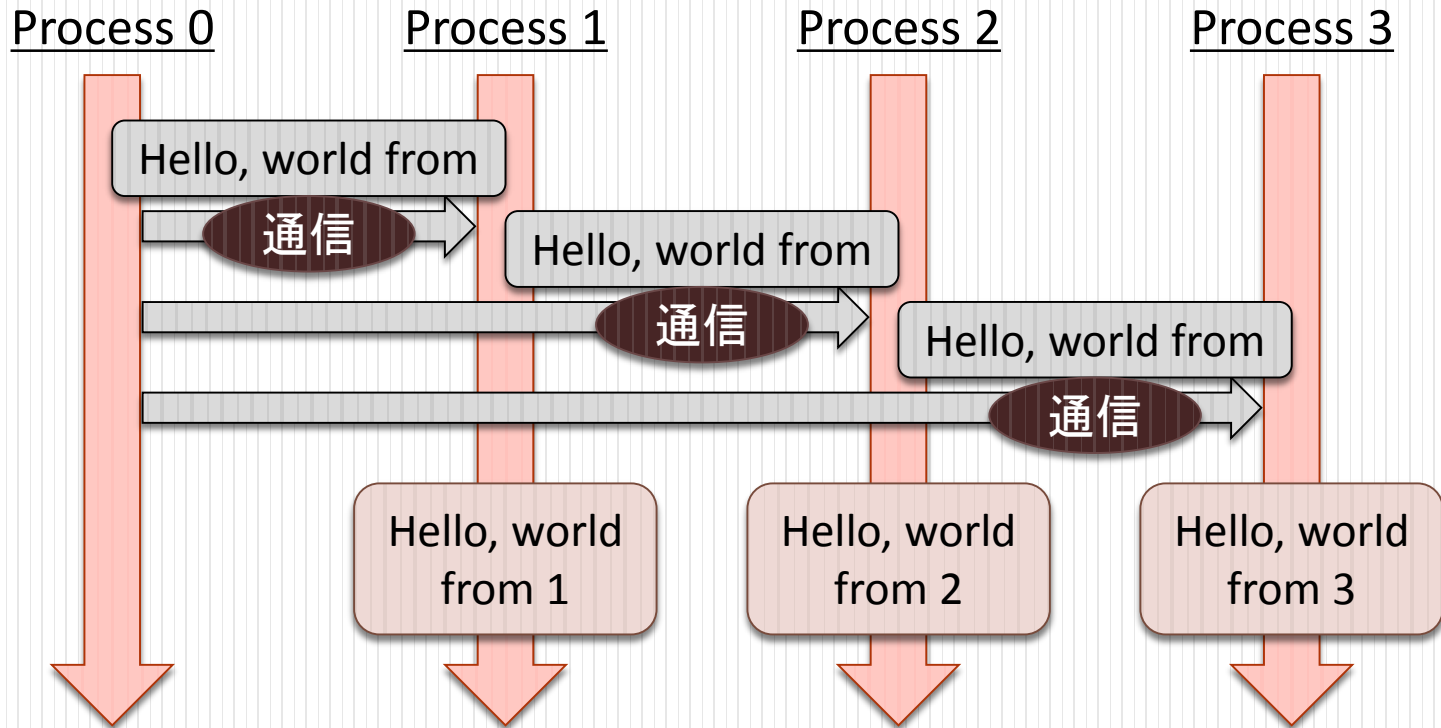 Process 0
Process 1
Process 2
Process 3
Hello, world from
通信
Hello, world from
通信
Hello, world from
通信
Hello, world
from 1
Hello, world
from 2
Hello, world
from 3